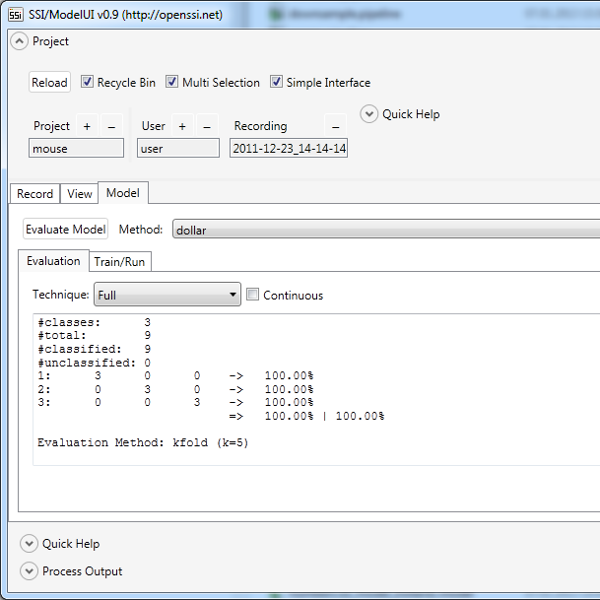 SSI/ModelUI v0.9 (http://openssi.net)
Project
Reload Recycle Bin Multi Selection Simple Interface
Quick Help
Project + – User + – Recording –
mouse user 2011-12-23_14-14-14
Record View Model
Evaluate Model Method: dollar
Evaluation Train/Run
Technique: Full Continuous
#classes: 3
#total: 9
#classified: 9
#unclassified: 0
1: 3 0 0 -> 100.00%
2: 0 3 0 -> 100.00%
3: 0 0 3 -> 100.00%
=> 100.00% | 100.00%
Evaluation Method: kfold (k=5)
Quick Help
Process Output